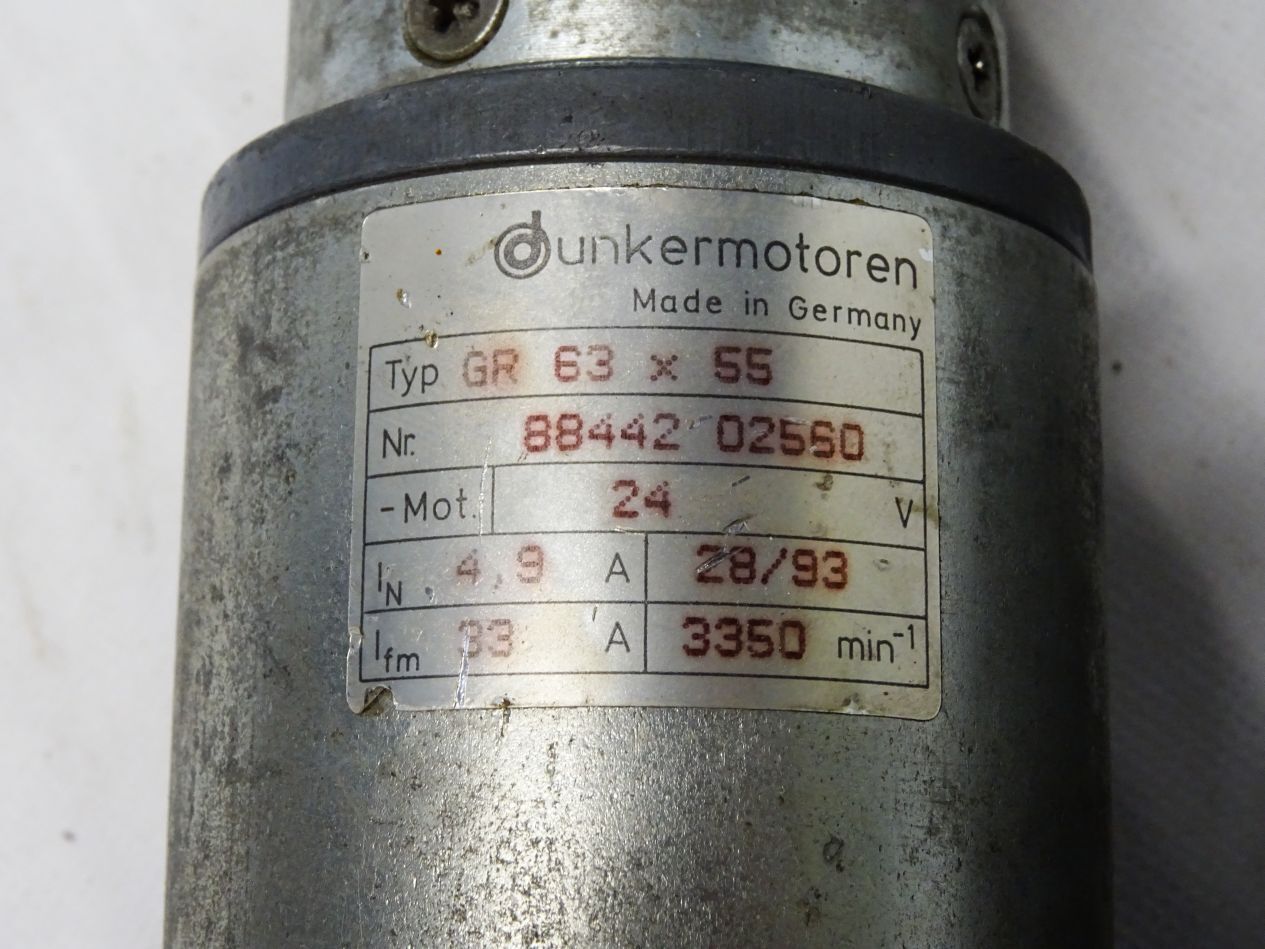 dunkermotoren
Made in Germany
Typ GR 63 x 55
Nr. 88442 02560
-Mot. 24 V
IN 4,9 A 28/93
Ifm 33 A 3350 min-1